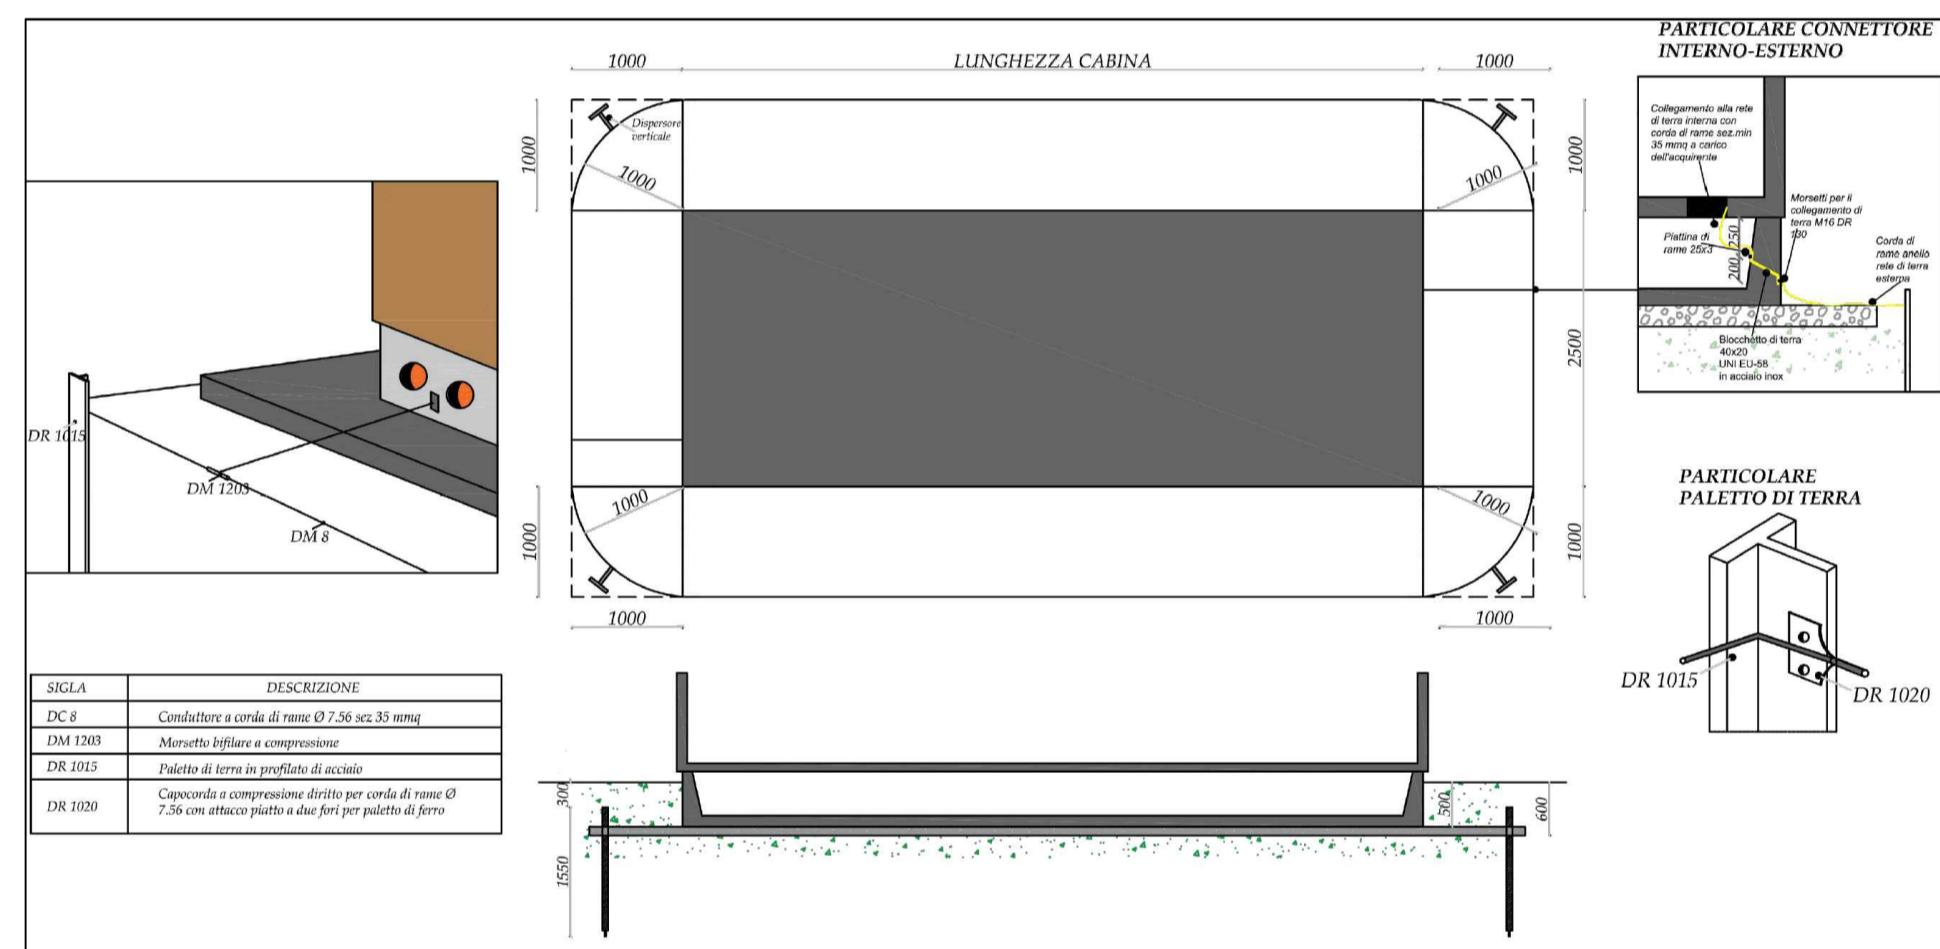 1000
LUNGHEZZA CABINA
1000
PARTICOLARE CONNETTORE
INTERNO-ESTERNO
Collegamento alla rete
di terra interna con
corda di rame sez.min
35 mmq a carico
dell'acquirente
Morsetti per il
collegamento di
terra M16 DR
130
Piattina di
rame 25x3
250
200
Corda di
rame anello
rete di terra
esterna
Blocchetto di terra
40x20
UNI EU-58
in acciaio inox
Dispersore
verticale
1000
1000
1000
1000
2500
1000
1000
1000
1000
1000
1000
DR 1015
DM 1203
DM 8
PARTICOLARE
PALETTO DI TERRA
DR 1015
DR 1020
SIGLA DESCRIZIONE
DC 8 Conduttore a corda di rame Ø 7.56 sez 35 mmq
DM 1203 Morsetto bifilare a compressione
DR 1015 Paletto di terra in profilato di acciaio
DR 1020 Capocorda a compressione diritto per corda di rame Ø
7.56 con attacco piatto a due fori per paletto di ferro
300
1550
500
600